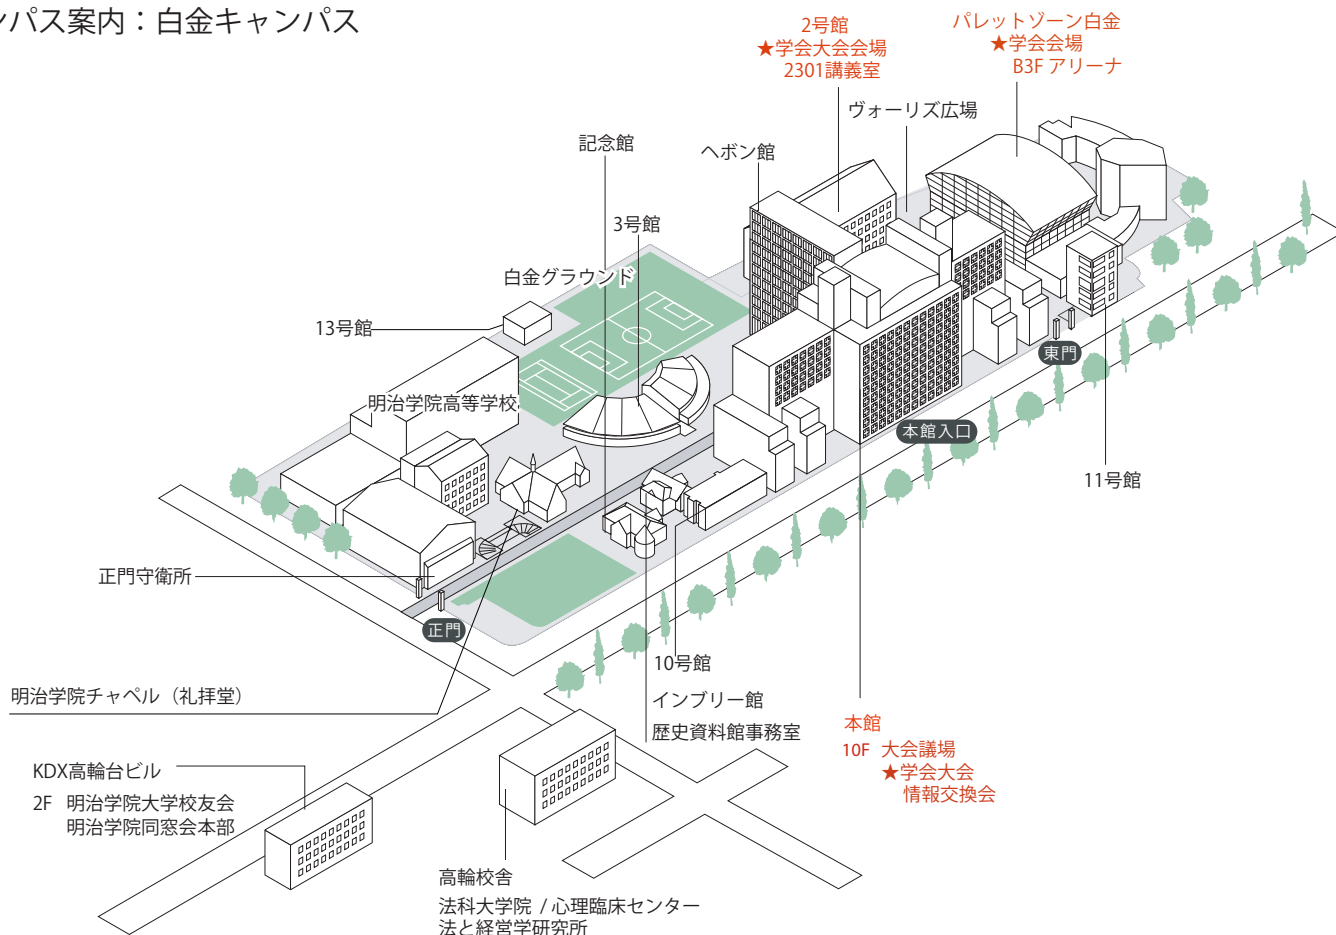 ンパス案内：白金キャンパス
2号館
★学会大会会場
2301講義室
パレットゾーン白金
★学会会場
B3F アリーナ
ヴォーリズ広場
記念館
ヘボン館
3号館
白金グラウンド
13号館
明治学院高等学校
東門
本館入口
11号館
正門守衛所
正門
10号館
明治学院チャペル（礼拝堂）
インブリー館
歴史資料館事務室
本館
10F 大会議場
★学会大会
情報交換会
KDX高輪台ビル
2F 明治学院大学校友会
明治学院同窓会本部
高輪校舎
法科大学院 / 心理臨床センター
法と経営学研究所